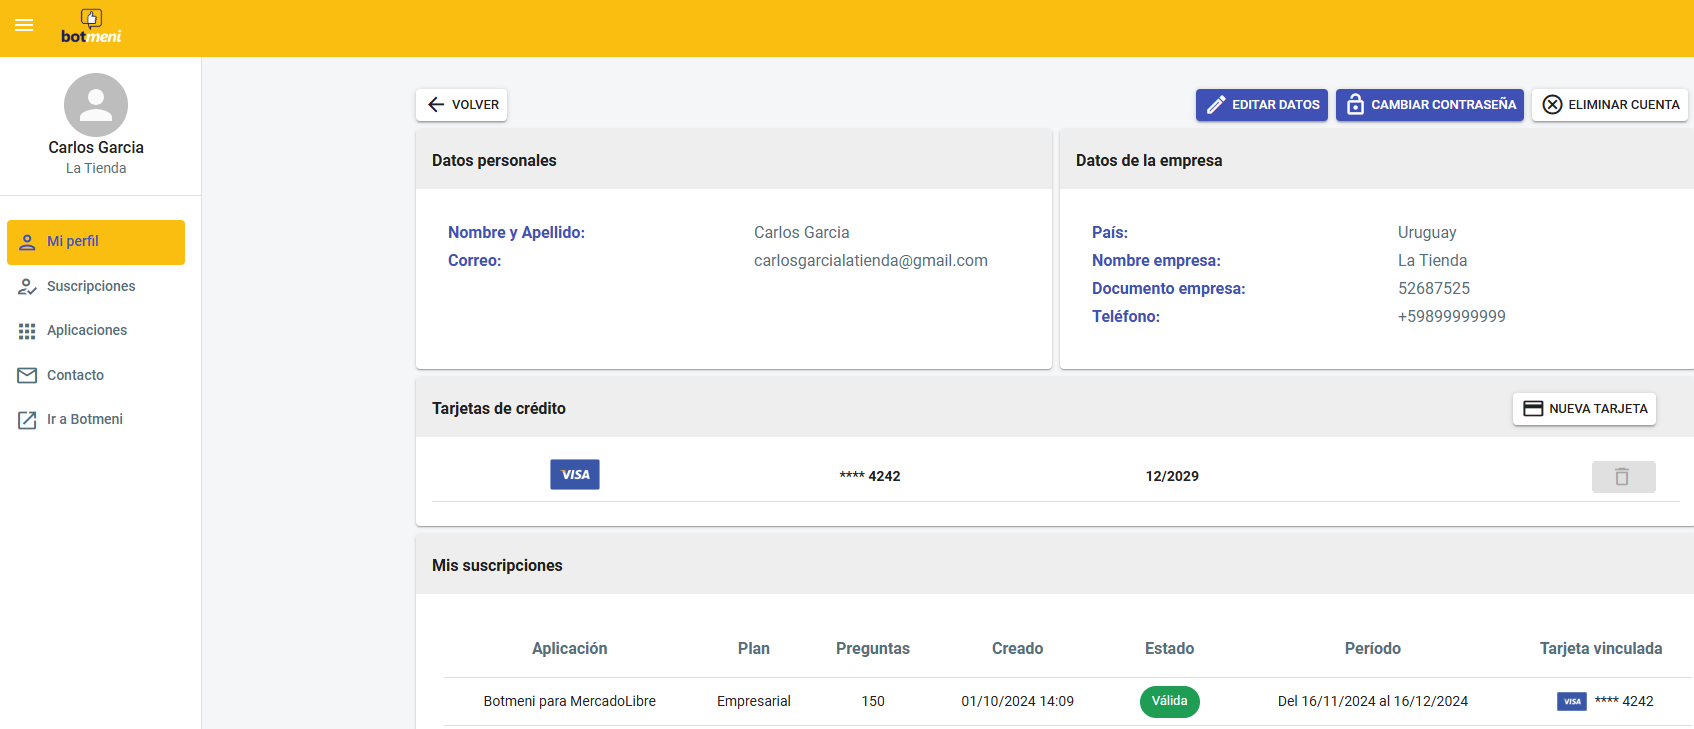 botmeni
Carlos Garcia
La Tienda
Mi perfil
Suscripciones
Aplicaciones
Contacto
Ir a Botmeni
VOLVER
EDITAR DATOS
CAMBIAR CONTRASEÑA
ELIMINAR CUENTA
Datos personales
Nombre y Apellido: Carlos Garcia
Correo: carlosgarcialatienda@gmail.com
Datos de la empresa
País: Uruguay
Nombre empresa: La Tienda
Documento empresa: 52687525
Teléfono: +59899999999
Tarjetas de crédito
NUEVA TARJETA
VISA **** 4242 12/2029
Mis suscripciones
Aplicación Plan Preguntas Creado Estado Período Tarjeta vinculada
Botmeni para MercadoLibre Empresarial 150 01/10/2024 14:09 Válida Del 16/11/2024 al 16/12/2024 VISA **** 4242